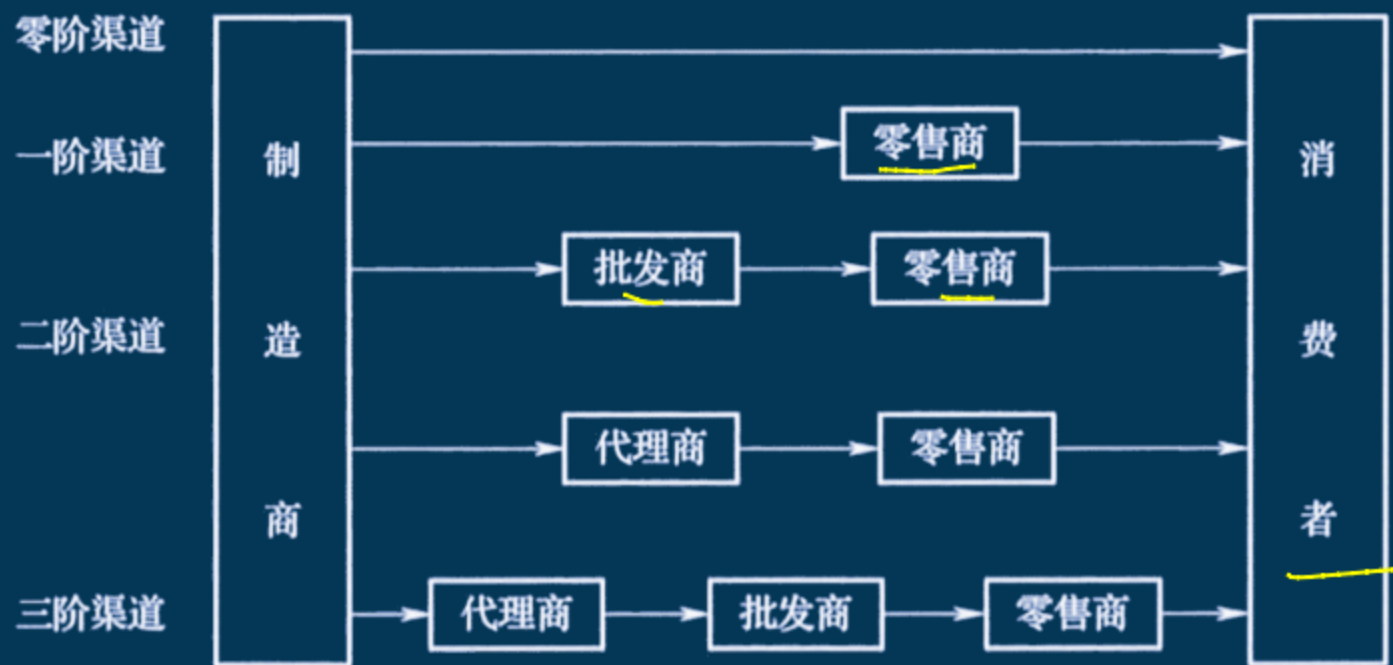 零阶渠道
一阶渠道
零售商
批发商
零售商
二阶渠道
代理商
零售商
三阶渠道
代理商
批发商
零售商
制造商
消费者